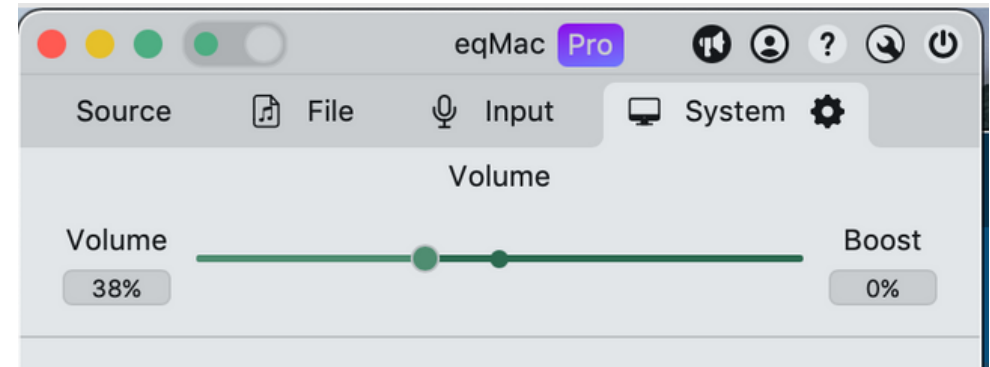 eqMac Pro ?
Source File Input System
Volume
Volume Boost
38% 0%